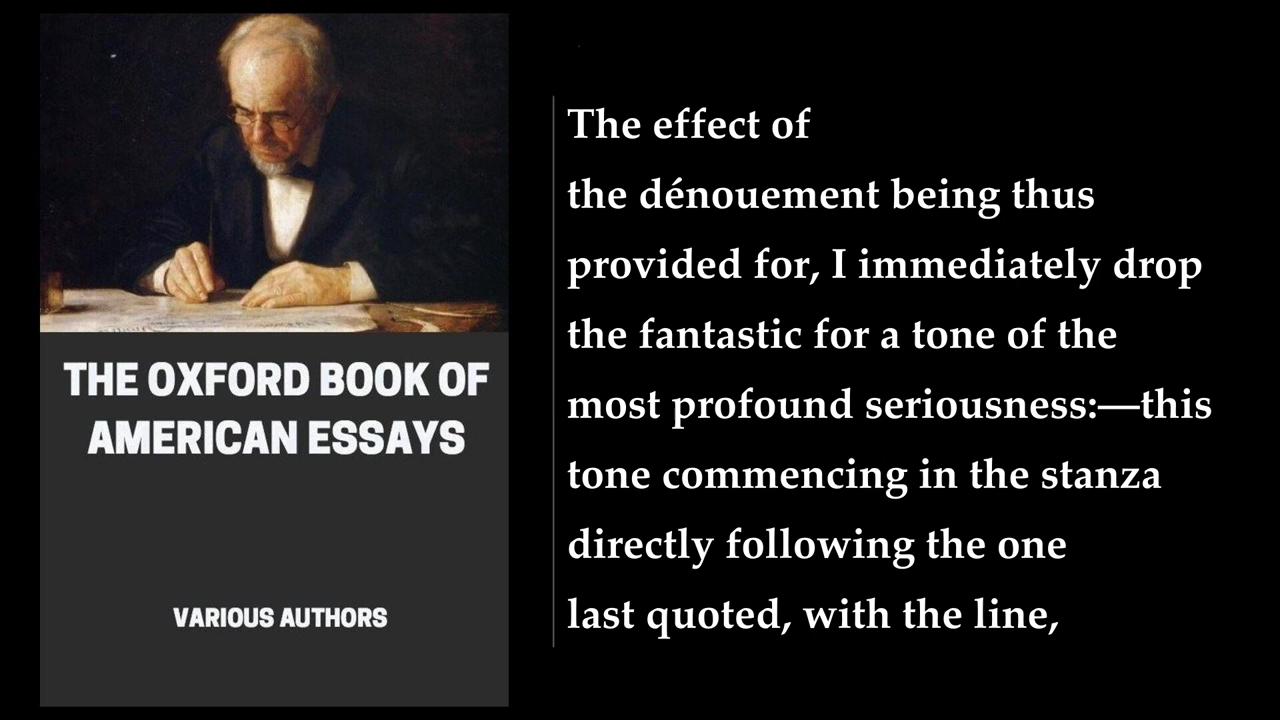 THE OXFORD BOOK OF
AMERICAN ESSAYS
VARIOUS AUTHORS
The effect of
the dénouement being thus
provided for, I immediately drop
the fantastic for a tone of the
most profound seriousness:—this
tone commencing in the stanza
directly following the one
last quoted, with the line,